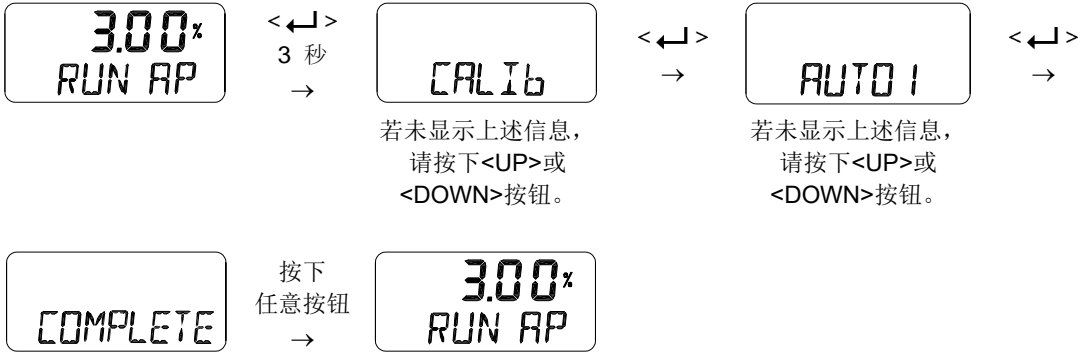 3.00%
RUN AP
< ↵ >
3 秒
→
CALIb
若未显示上述信息，
请按下<UP>或
<DOWN>按钮。
< ↵ >
→
AUTO1
若未显示上述信息，
请按下<UP>或
<DOWN>按钮。
< ↵ >
→
COMPLETE
按下
任意按钮
→
3.00%
RUN AP